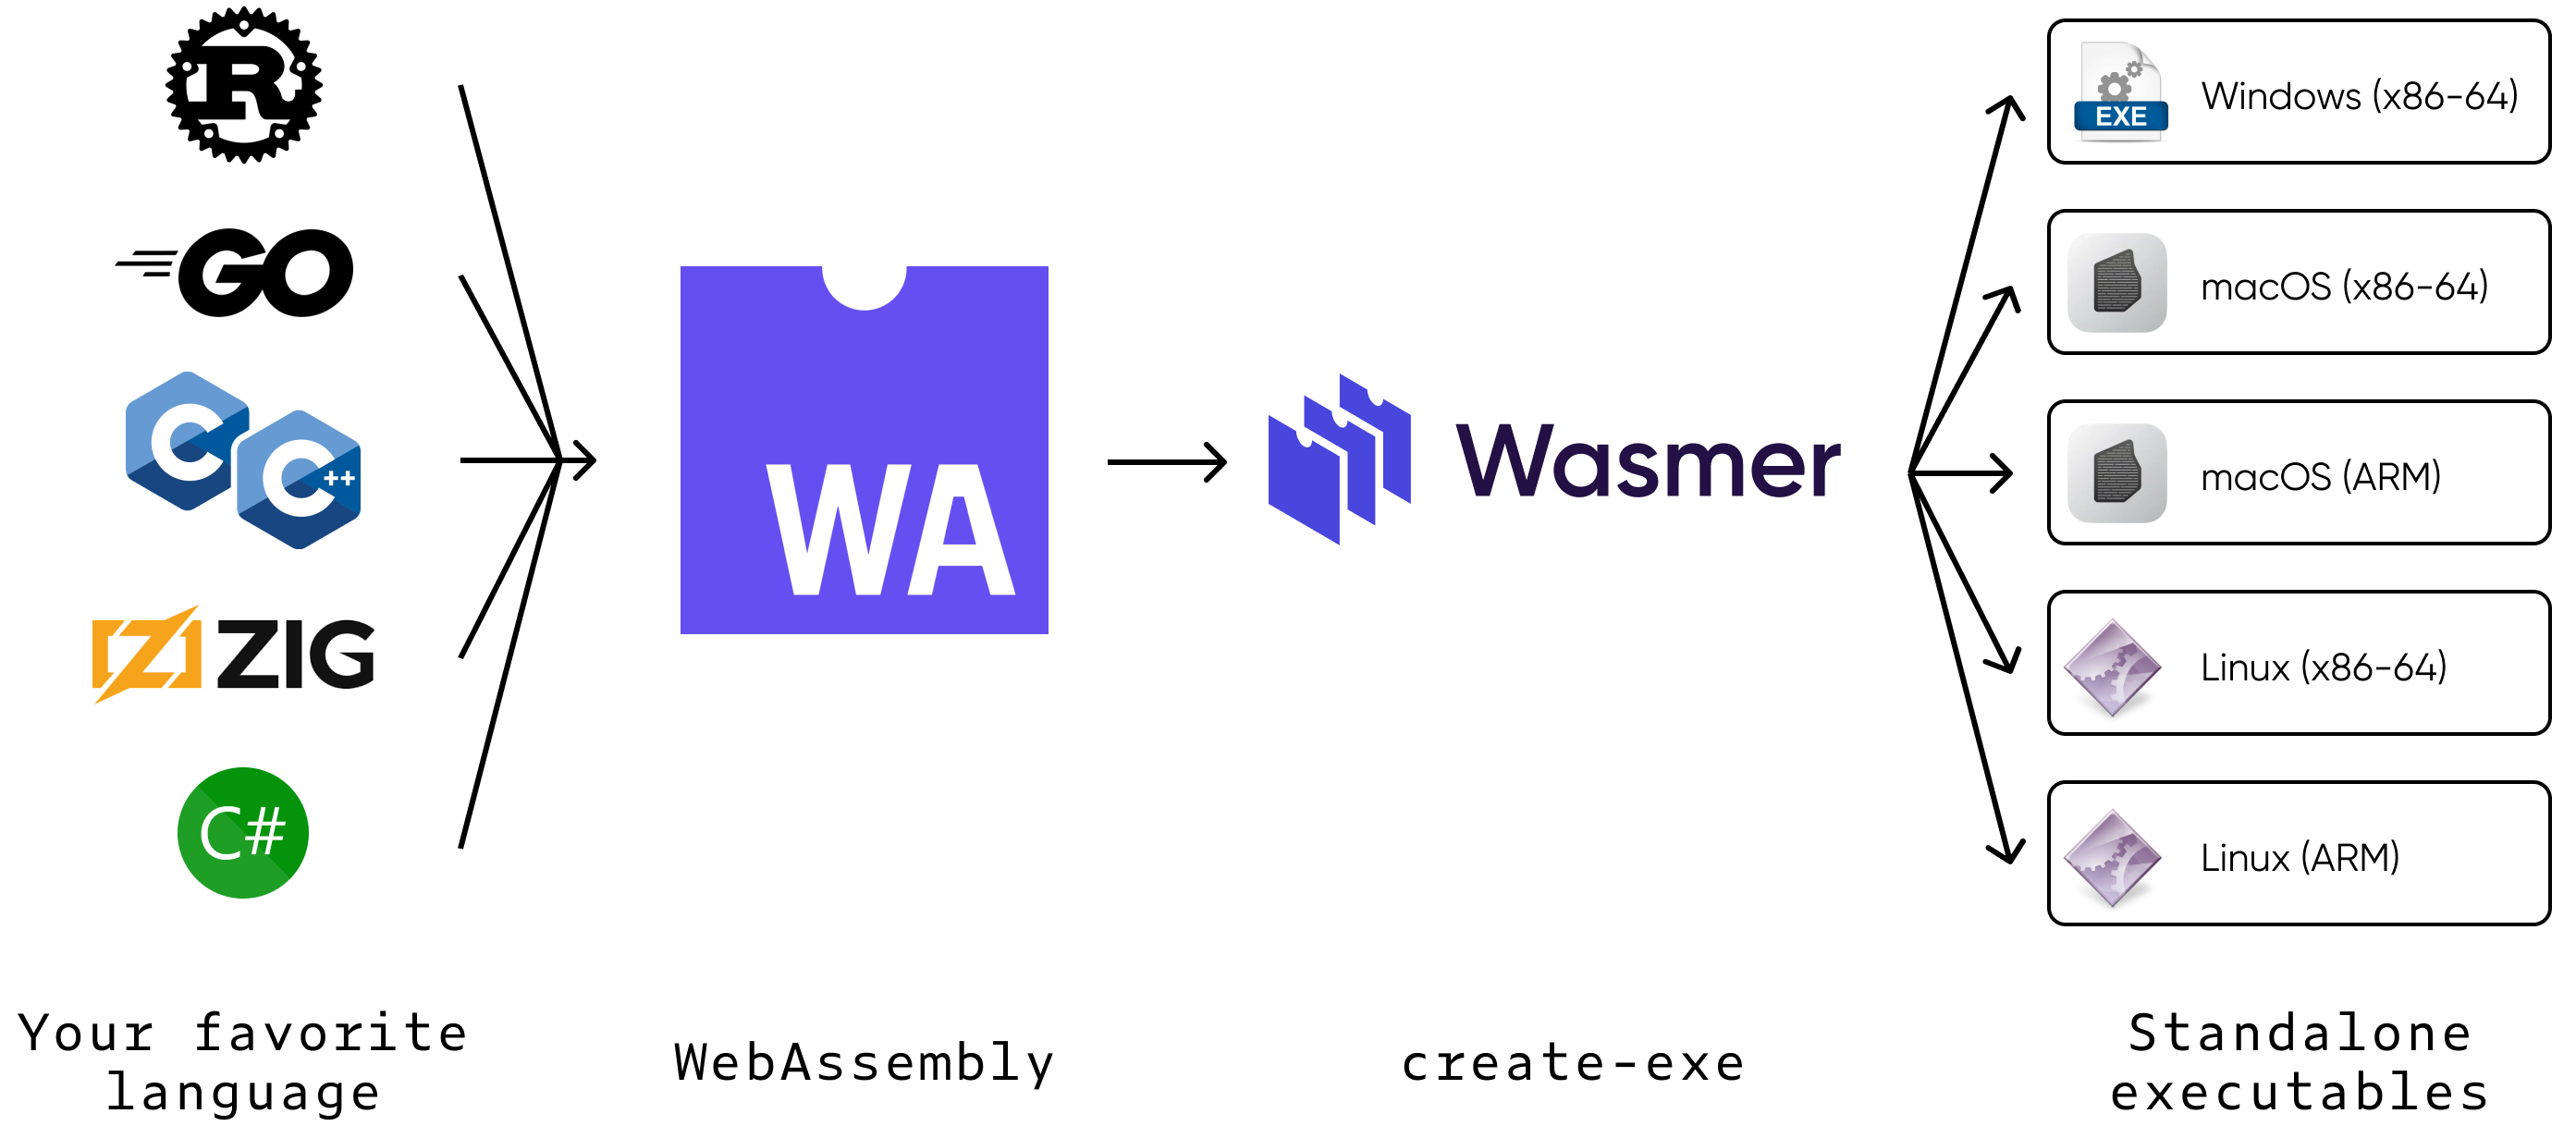 R
GO
C
C++
Z ZIG
C#
WA
Wasmer
EXE
Windows (x86-64)
macOS (x86-64)
macOS (ARM)
Linux (x86-64)
Linux (ARM)
Your favorite
language
WebAssembly
create-exe
Standalone
executables